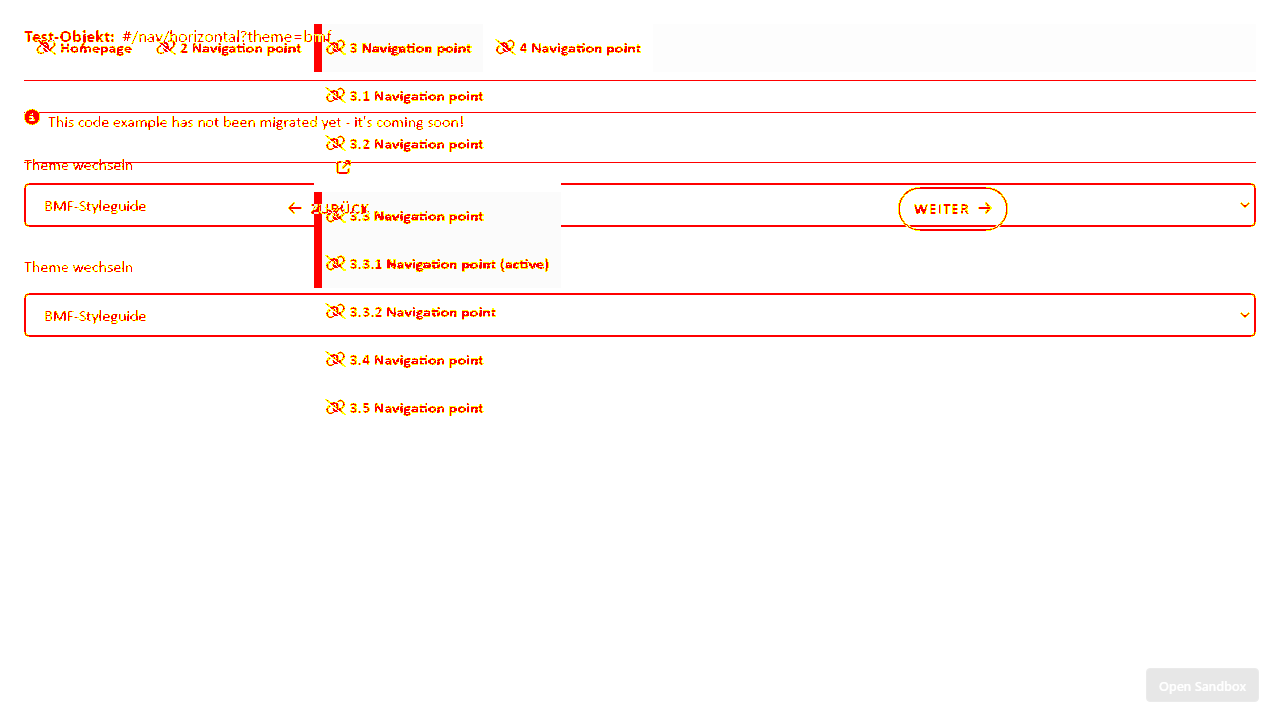 Test-Objekt: #/nav/horizontal?theme=bmf
Homepage 2 Navigation point 3 Navigation point 4 Navigation point
3.1 Navigation point
This code example has not been migrated yet - it's coming soon!
3.2 Navigation point
Theme wechseln
BMF-Styleguide
ZURÜCK
WEITER
3.3 Navigation point
3.3.1 Navigation point (active)
Theme wechseln
3.3.2 Navigation point
BMF-Styleguide
3.4 Navigation point
3.5 Navigation point
Open Sandbox